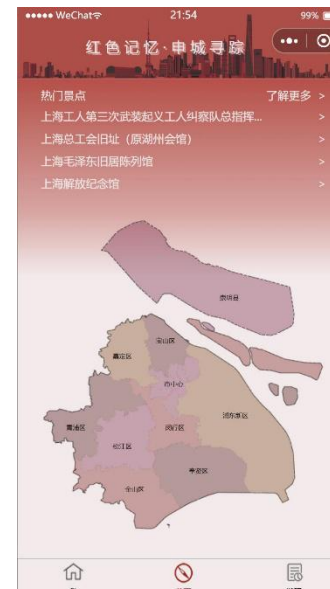 WeChat 21:54 99%
红色记忆·申城寻踪
热门景点 了解更多 >
上海工人第三次武装起义工人纠察队总指挥... >
上海总工会旧址（原湖州会馆） >
上海毛泽东旧居陈列馆 >
上海解放纪念馆 >
崇明县
宝山区
嘉定区
市中心
浦东新区
青浦区
闵行区
松江区
奉贤区
金山区